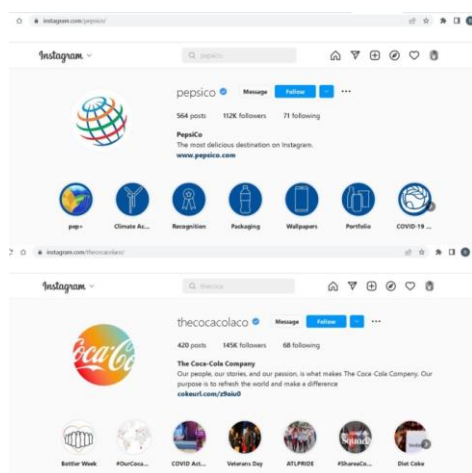 instagram.com/pepsico/
Instagram
pepsico
pepsico Message Follow
564 posts 112K followers 71 following
PepsiCo
The most delicious destination on Instagram.
www.pepsico.com
pep+ Climate Ac... Recognition Packaging Wallpapers Portfolio COVID-19 ...
instagram.com/thecocacolaco/
Instagram
thecocacolaco Message Follow
420 posts 145K followers 68 following
The Coca-Cola Company
Coca-Co
Our people, our stories, and our passion, is what makes The Coca-Cola Company. Our
purpose is to refresh the world and make a difference
cokeurl.com/z9oiu0
Bottler Week #OurCoca... COVID Act... Veterans Day ATLPRIDE #ShareaCo... Diet Coke